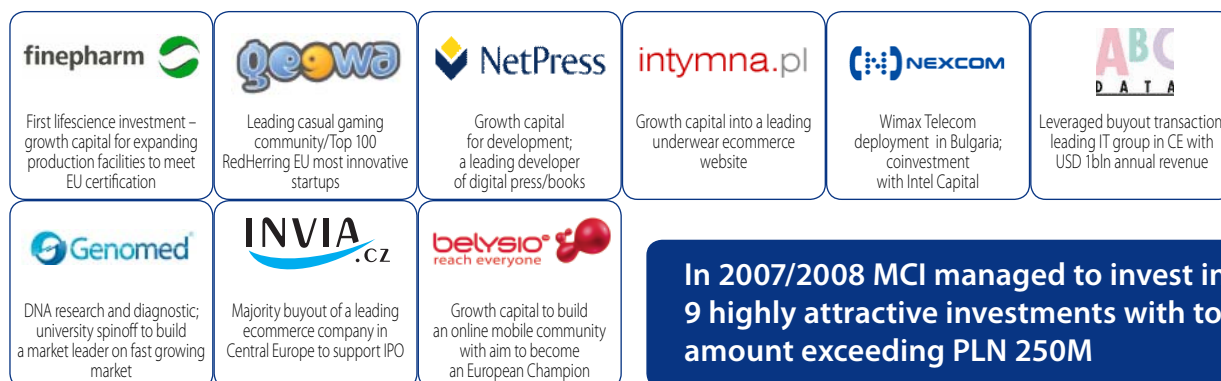 finepharm
First lifescience investment –
growth capital for expanding
production facilities to meet
EU certification
geewa
Leading casual gaming
community/Top 100
RedHerring EU most innovative
startups
NetPress
Growth capital
for development;
a leading developer
of digital press/books
intymna.pl
Growth capital into a leading
underwear ecommerce
website
NEXCOM
Wimax Telecom
deployment in Bulgaria;
coinvestment
with Intel Capital
ABC
DATA
Leveraged buyout transaction
leading IT group in CE with
USD 1bln annual revenue
Genomed
DNA research and diagnostic;
university spinoff to build
a market leader on fast growing
market
INVIA
.CZ
Majority buyout of a leading
ecommerce company in
Central Europe to support IPO
belysio
reach everyone
Growth capital to build
an online mobile community
with aim to become
an European Champion
In 2007/2008 MCI managed to invest in
9 highly attractive investments with to
amount exceeding PLN 250M